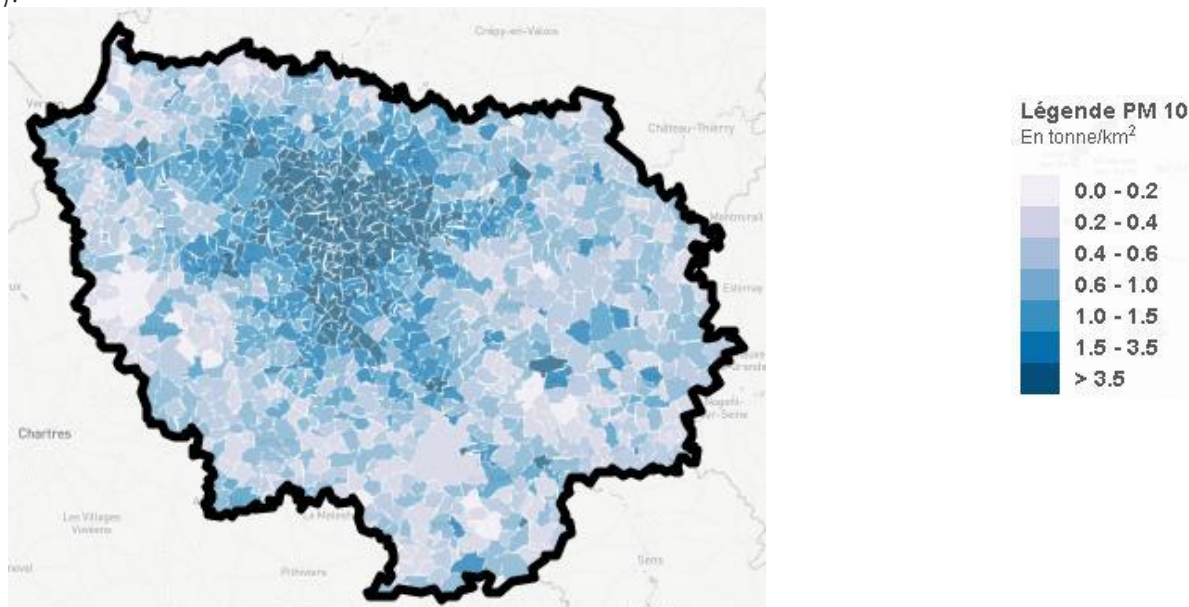 ).
Crépy-en-Valois
Château-Thierry
Montmirail
Esternay
Chartres
Les Villages
Vovéens
Pithiviers
Sens
Légende PM 10
En tonne/km²
0.0 - 0.2
0.2 - 0.4
0.4 - 0.6
0.6 - 1.0
1.0 - 1.5
1.5 - 3.5
> 3.5